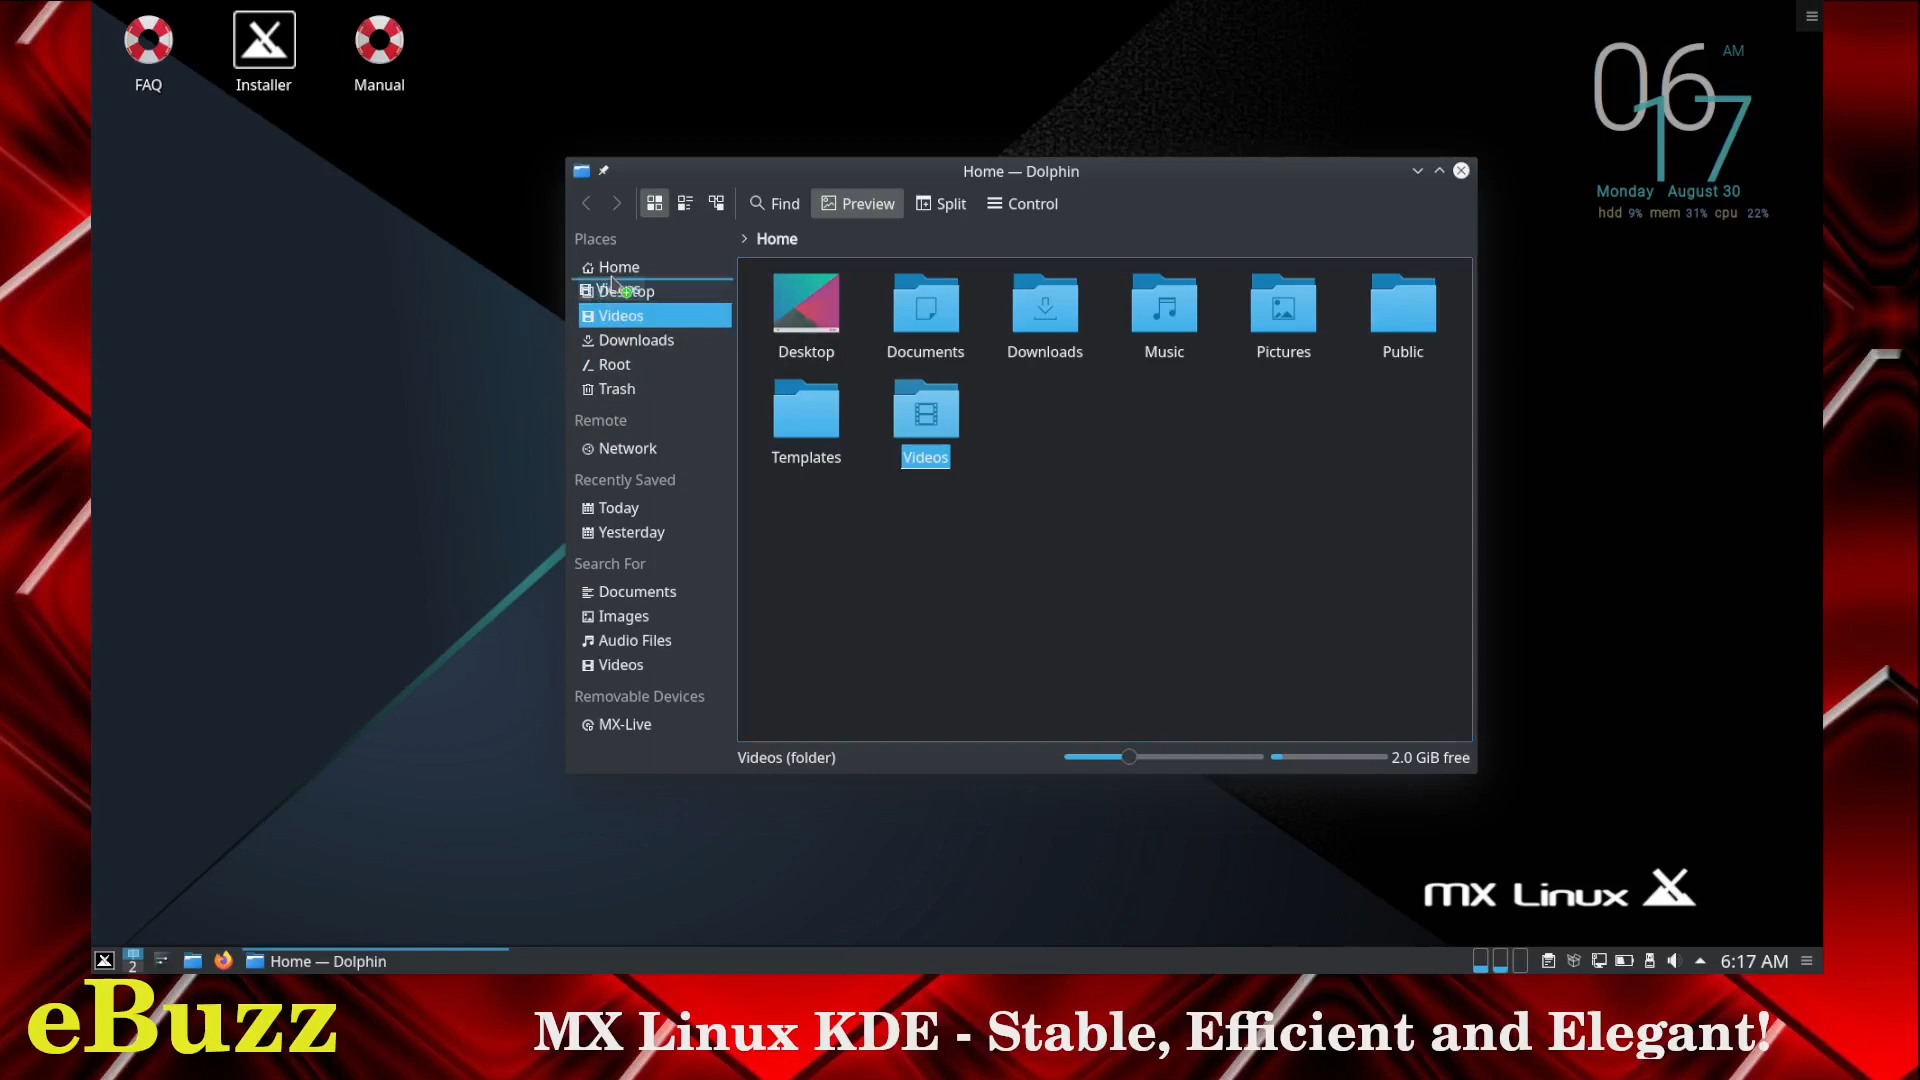 FAQ
Installer
Manual
06
AM
17
Monday August 30
hdd 9% mem 31% cpu 22%
Home — Dolphin
Find
Preview
Split
Control
Places
Home
Home
Videos
Desktop
Videos
Downloads
Root
Trash
Remote
Network
Recently Saved
Today
Yesterday
Search For
Documents
Images
Audio Files
Videos
Removable Devices
MX-Live
Desktop
Documents
Downloads
Music
Pictures
Public
Templates
Videos
Videos (folder)
2.0 GiB free
MX Linux
2
Home — Dolphin
6:17 AM
eBuzz
MX Linux KDE - Stable, Efficient and Elegant!